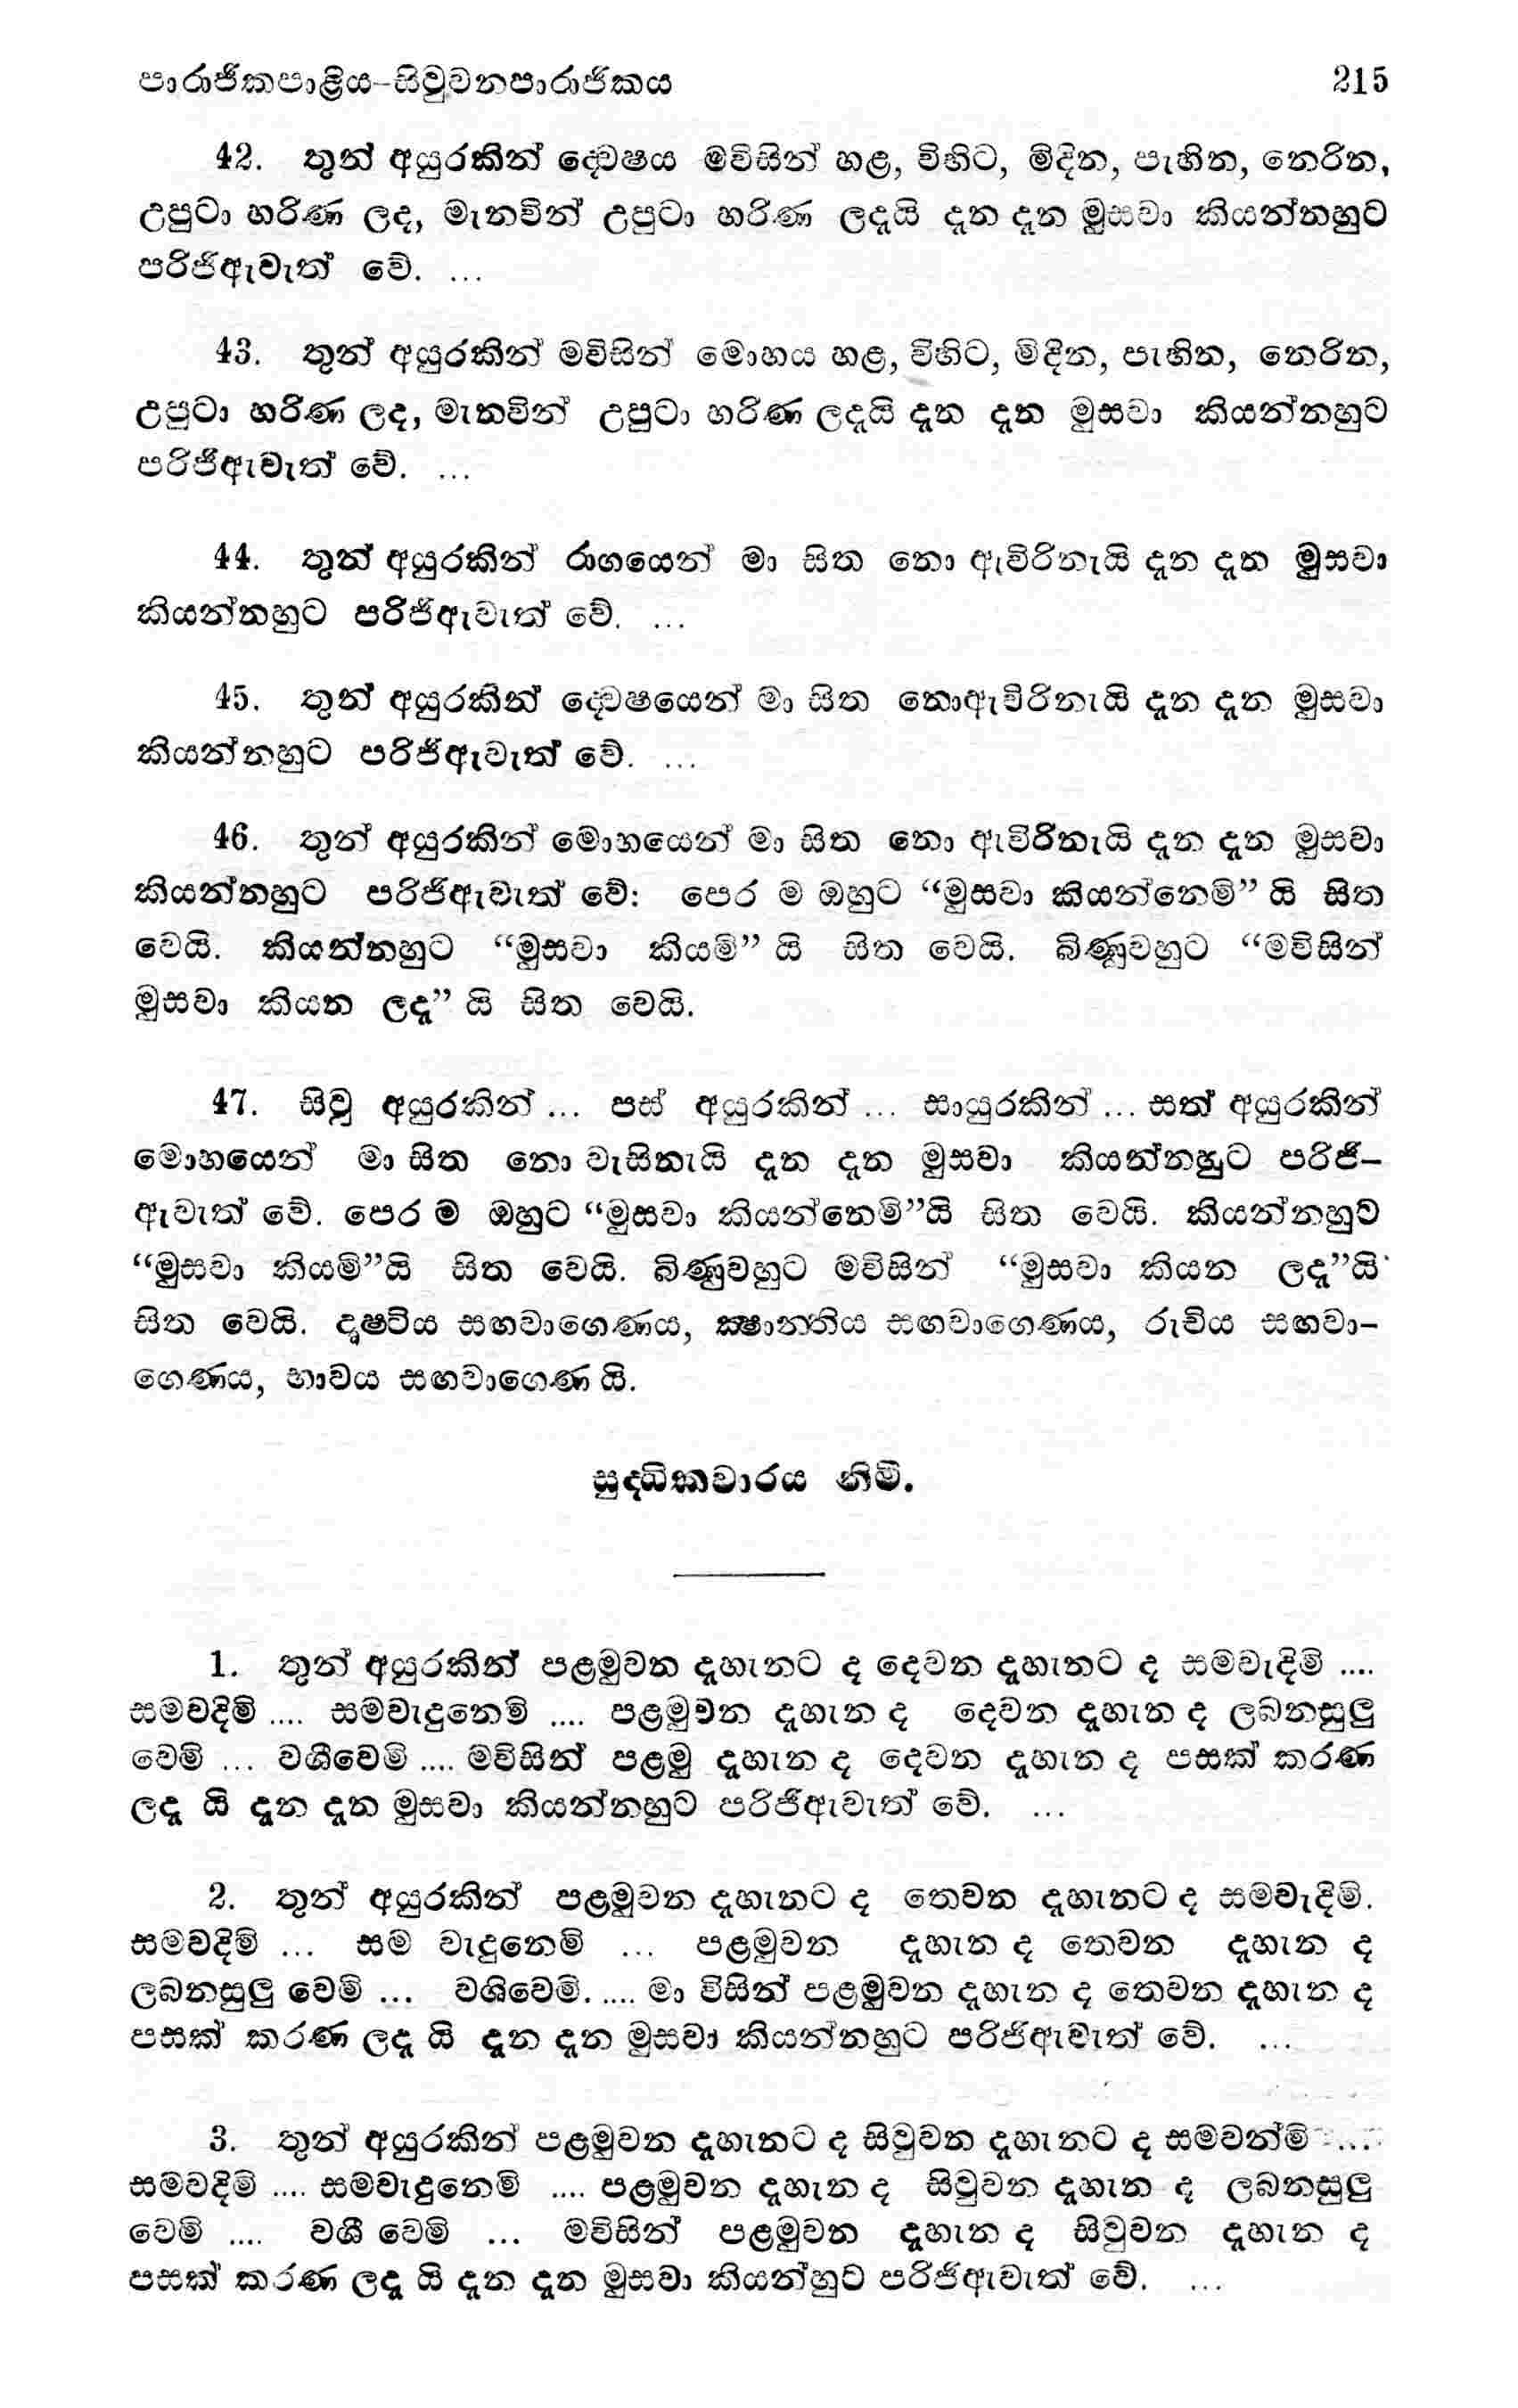 පාරාජිකපාළිය-සිවුවනපාරාජිකය 215
42. තුන් අයුරකින් ද්වේෂය මවිසින් හළ, විහිට, මිදින, පැහින, නෙරින,
උපුටා හරිණ ලද, මැනවින් උපුටා හරිණ ලදැයි දැන දැන මුසවා කියන්නහුට
පරිජිඇවැත් වේ. ...
43. තුන් අයුරකින් මවිසින් මොහය හළ, විහිට, මිදින, පැහින, නෙරින,
උපුටා හරිණ ලද, මැනවින් උපුටා හරිණ ලදැයි දැන දැන මුසවා කියන්නහුට
පරිජිඇවැත් වේ. ...
44. තුන් අයුරකින් රාගයෙන් මා සිත නො ඇවිරිනැයි දැන දැන මුසවා
කියන්නහුට පරිජිඇවැත් වේ. ...
45. තුන් අයුරකින් ද්වේෂයෙන් මා සිත නොඇවිරිනැයි දැන දැන මුසවා
කියන්නහුට පරිජිඇවැත් වේ. ...
46. තුන් අයුරකින් මොහයෙන් මා සිත නො ඇවිරිනැයි දැන දැන මුසවා
කියන්නහුට පරිජිඇවැත් වේ: පෙර ම ඔහුට “මුසවා කියන්නෙමි” යි සිත
වෙයි. කියන්නහුට “මුසවා කියමි” යි සිත වෙයි. බිණූවහුට “මවිසින්
මුසවා කියන ලදැ” යි සිත වෙයි.
47. සිවු අයුරකින් ... පස් අයුරකින් ... සායුරකින් ... සත් අයුරකින්
මොහයෙන් මා සිත නො වැසිනැයි දැන දැන මුසවා කියන්නහුට පරිජි-
ඇවැත් වේ. පෙර ම ඔහුට “මුසවා කියන්නෙමි”යි සිත වෙයි. කියන්නහුට
“මුසවා කියමි”යි සිත වෙයි. බිණූවහුට මවිසින් “මුසවා කියන ලදැ”යි
සිත වෙයි. දෘෂ්ටිය සඟවාගෙණය, ක්‍ෂාන්තිය සඟවාගෙණය, රුචිය සඟවා-
ගෙණය, භාවය සඟවාගෙණ යි.
සුද්ධිකවාරය නිමි.
1. තුන් අයුරකින් පළමුවන දැහැනට ද දෙවන දැහැනට ද සමවැදිමි ....
සමවදිමි .... සමවැදුනෙමි .... පළමුවන දැහැන ද දෙවන දැහැන ද ලබනසුලු
වෙමි ... වශීවෙමි .... මවිසින් පළමු දැහැන ද දෙවන දැහැන ද පසක් කරණ
ලදැ යි දැන දැන මුසවා කියන්නහුට පරිජිඇවැත් වේ. ...
2. තුන් අයුරකින් පළමුවන දැහැනට ද තෙවන දැහැනට ද සමවැදිමි.
සමවදිමි ... සම වැදුනෙමි ... පළමුවන දැහැන ද තෙවන දැහැන ද
ලබනසුලු වෙමි ... වශිවෙමි. .... මා විසින් පළමුවන දැහැන ද තෙවන දැහැන ද
පසක් කරණ ලදැ යි දැන දැන මුසවා කියන්නහුට පරිජිඇවැත් වේ. ...
3. තුන් අයුරකින් පළමුවන දැහැනට ද සිවුවන දැහැනට ද සමවන්මි ....
සමවදිමි .... සමවැදුනෙමි .... පළමුවන දැහැන ද සිවුවන දැහැන ද ලබනසුලු
වෙමි .... වශී වෙමි ... මවිසින් පළමුවන දැහැන ද සිවුවන දැහැන ද
පසක් කරණ ලදැ යි දැන දැන මුසවා කියන්හුට පරිජිඇවැත් වේ. ...